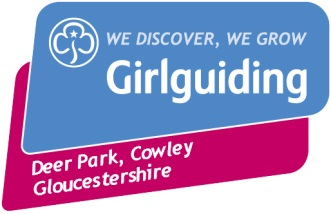 WE DISCOVER, WE GROW
Girlguiding
Deer Park, Cowley
Gloucestershire